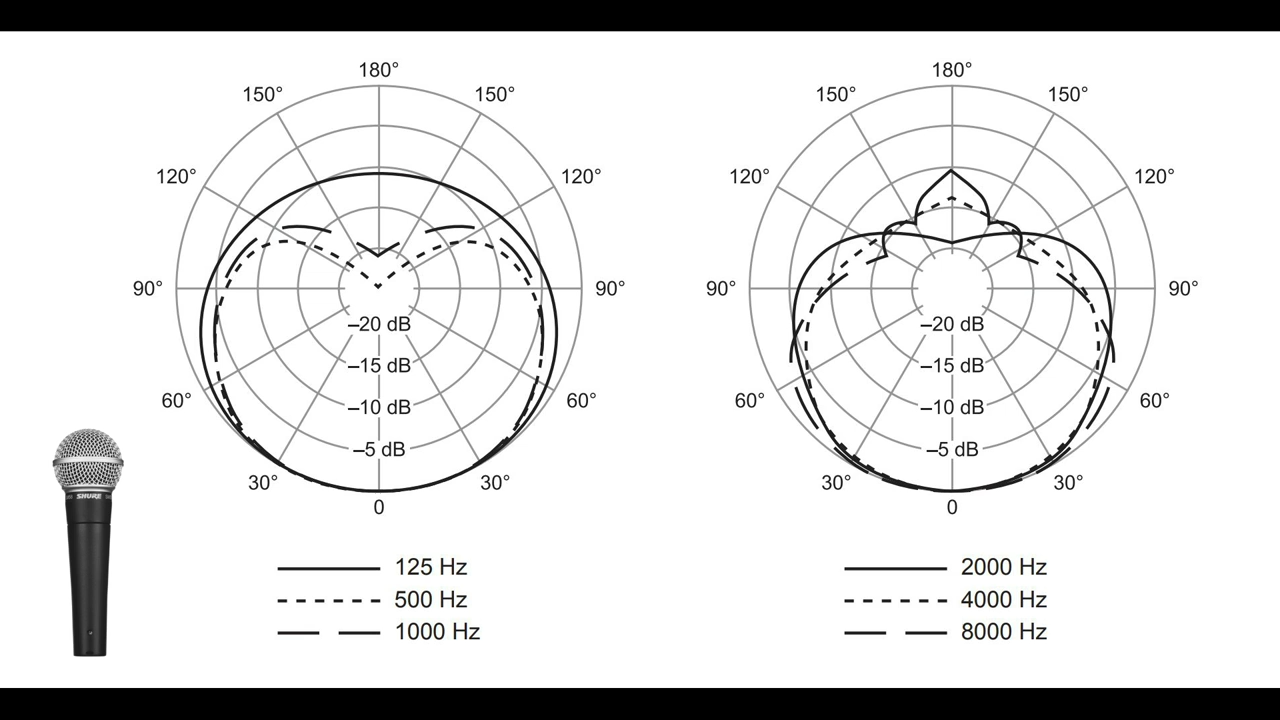 180°
150° 150°
120° 120°
90° 90°
60° 60°
30° 30°
0
–20 dB
–15 dB
–10 dB
–5 dB
125 Hz
500 Hz
1000 Hz
180°
150° 150°
120° 120°
90° 90°
60° 60°
30° 30°
0
–20 dB
–15 dB
–10 dB
–5 dB
2000 Hz
4000 Hz
8000 Hz
SHURE